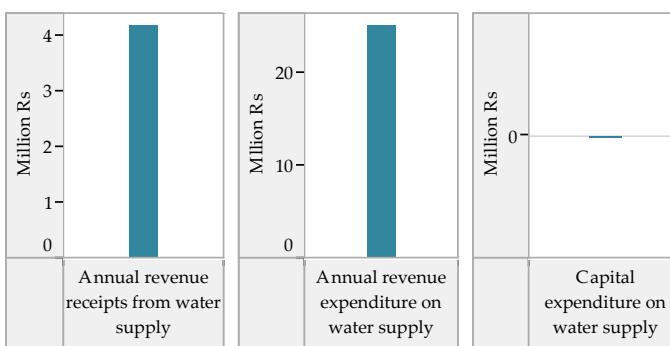 Million Rs
4
3
2
1
0
Annual revenue
receipts from water
supply
Million Rs
20
10
0
Annual revenue
expenditure on
water supply
Million Rs
0
Capital
expenditure on
water supply